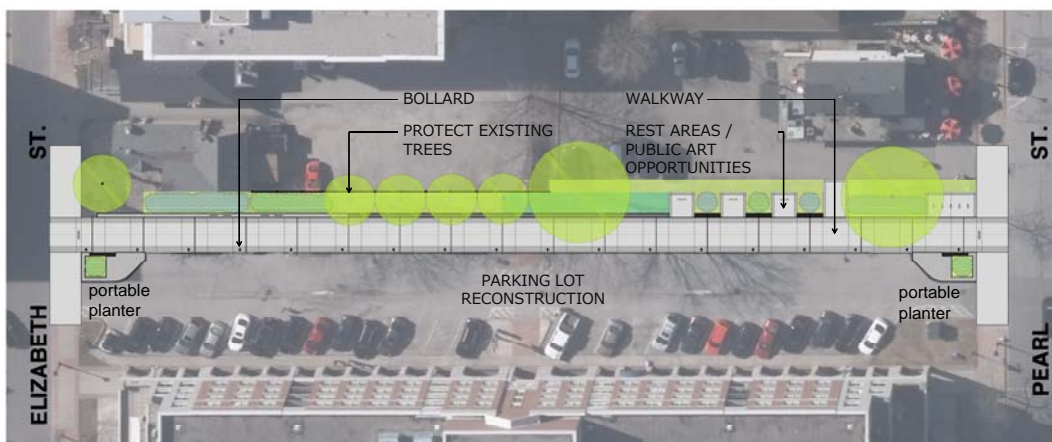 BOLLARD
PROTECT EXISTING
TREES
WALKWAY
REST AREAS /
PUBLIC ART
OPPORTUNITIES
PARKING LOT
RECONSTRUCTION
portable
planter
portable
planter
ELIZABETH ST.
PEARL ST.